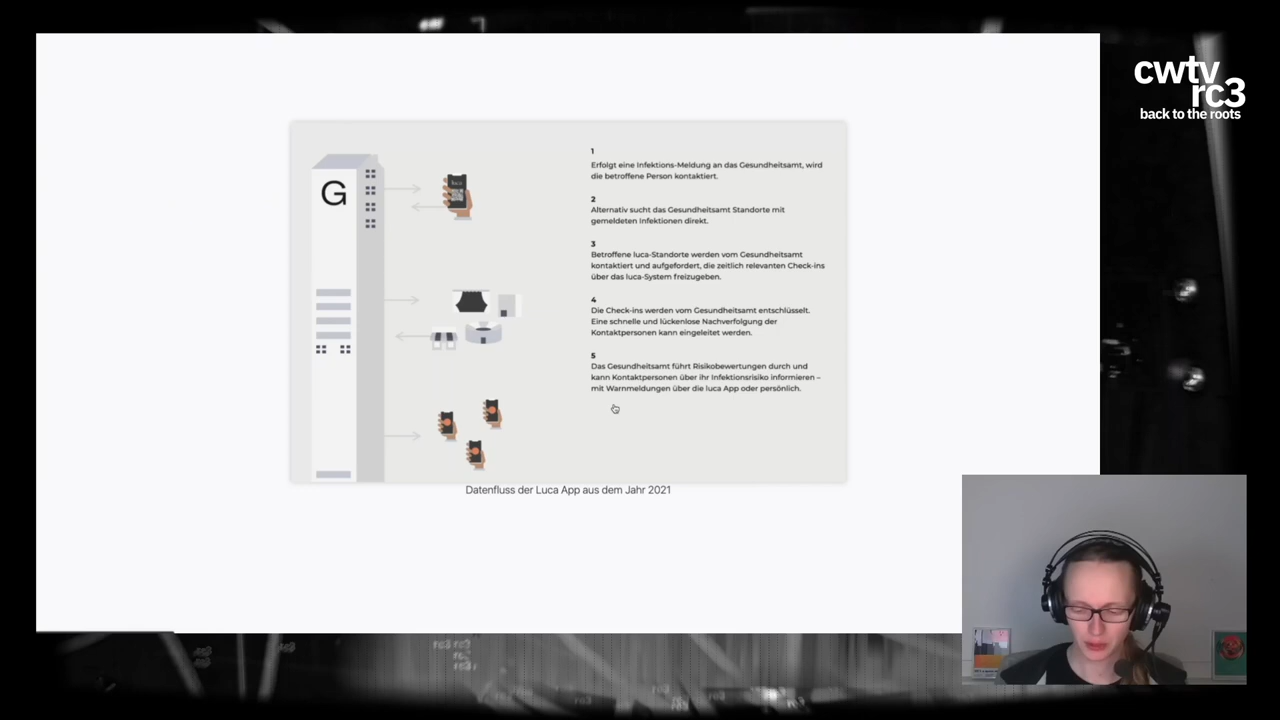 cwtv
rc3
back to the roots
G
luca
1
Erfolgt eine Infektions-Meldung an das Gesundheitsamt, wird
die betroffene Person kontaktiert.
2
Alternativ sucht das Gesundheitsamt Standorte mit
gemeldeten Infektionen direkt.
3
Betroffene luca-Standorte werden vom Gesundheitsamt
kontaktiert und aufgefordert, die zeitlich relevanten Check-ins
über das luca-System freizugeben.
4
Die Check-ins werden vom Gesundheitsamt entschlüsselt.
Eine schnelle und lückenlose Nachverfolgung der
Kontaktpersonen kann eingeleitet werden.
5
Das Gesundheitsamt führt Risikobewertungen durch und
kann Kontaktpersonen über ihr Infektionsrisiko informieren –
mit Warnmeldungen über die luca App oder persönlich.
Datenfluss der Luca App aus dem Jahr 2021
rc3 rc3
rc3